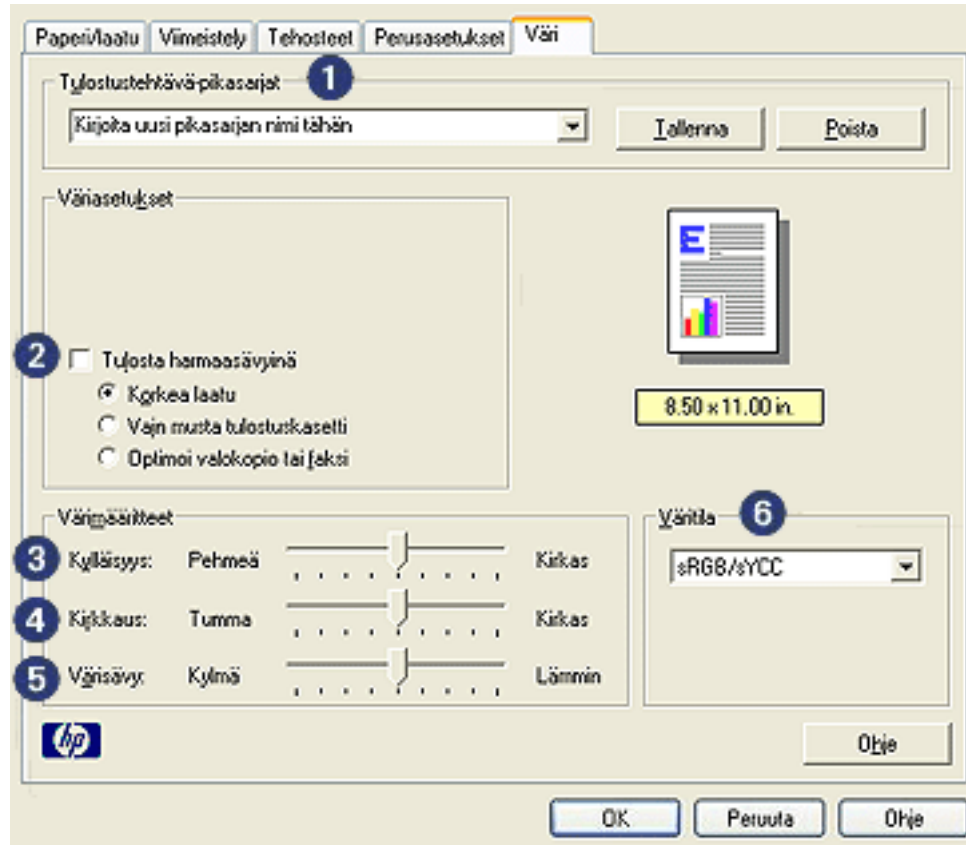 Paperi/laatu Viimeistely Tehosteet Perusasetukset Väri
Tulostustehtävä-pikasarjat 1
Kirjoita uusi pikasarjan nimi tähän Tallenna Poista
Väriasetukset
2 Tulosta harmaasävyinä
Korkea laatu
Vain musta tulostuskasetti
Optimoi valokopio tai faksi
8.50 x 11.00 in.
Värimääritteet
3 Kylläisyys: Pehmeä Kirkas
4 Kirkkaus: Tumma Kirkas
5 Värisävy: Kylmä Lämmin
Väritila 6
sRGB/sYCC
hp
Ohje
OK Peruuta Ohje